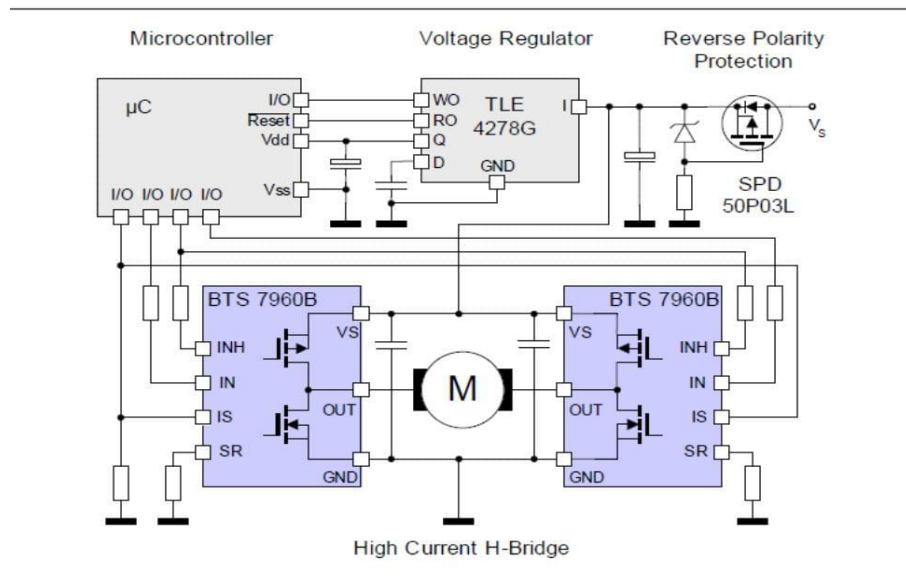 Microcontroller
Voltage Regulator
Reverse Polarity
Protection
µC
I/O
Reset
Vdd
Vss
I/O I/O I/O I/O
WO
RO
Q
D
TLE
4278G
GND
I
V_S
SPD
50P03L
BTS 7960B
VS
INH
IN
IS
SR
OUT
GND
M
BTS 7960B
VS
INH
IN
IS
SR
OUT
GND
High Current H-Bridge